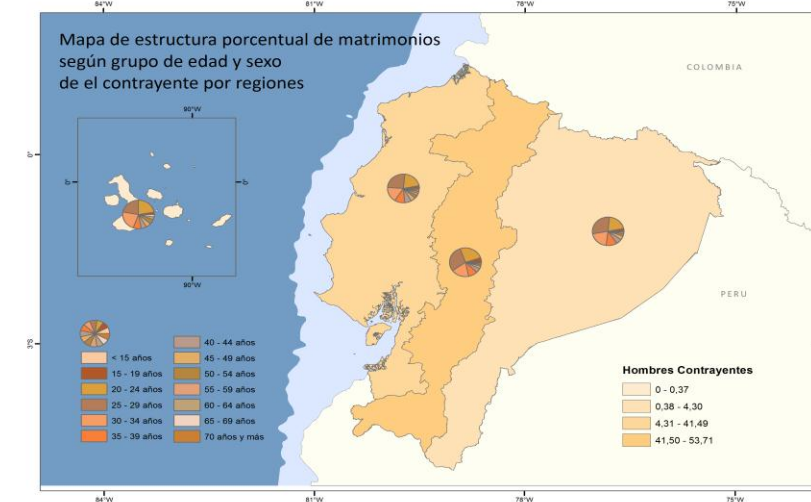 84°W
81°W
78°W
75°W
Mapa de estructura porcentual de matrimonios
según grupo de edad y sexo
de el contrayente por regiones
COLOMBIA
90°W
0°
0°
0°
90°W
PERU
3°S
< 15 años
15 - 19 años
20 - 24 años
25 - 29 años
30 - 34 años
35 - 39 años
40 - 44 años
45 - 49 años
50 - 54 años
55 - 59 años
60 - 64 años
65 - 69 años
70 años y más
Hombres Contrayentes
0 - 0,37
0,38 - 4,30
4,31 - 41,49
41,50 - 53,71
84°W
81°W
78°W
75°W